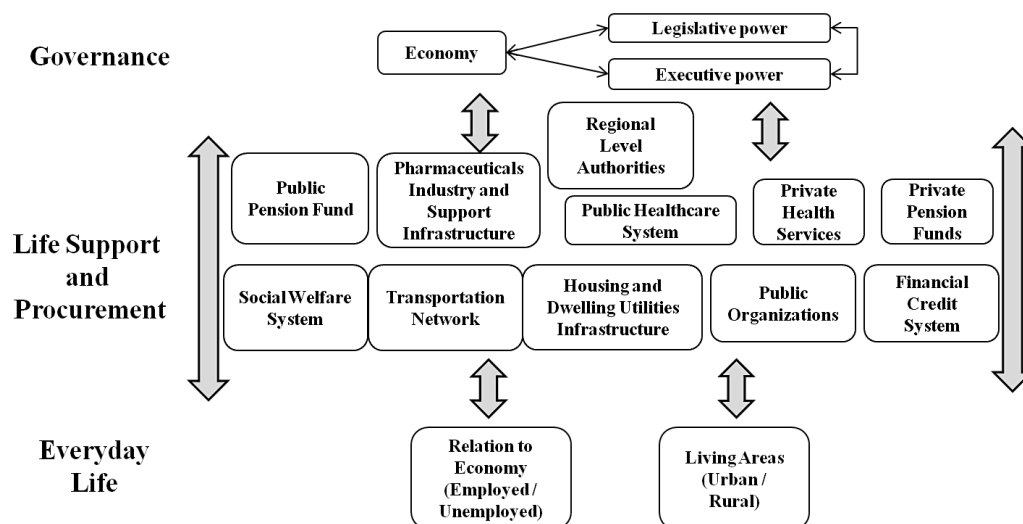 Governance
Economy
Legislative power
Executive power
Life Support
and
Procurement
Regional
Level
Authorities
Public
Pension Fund
Pharmaceuticals
Industry and
Support
Infrastructure
Public Healthcare
System
Private
Health
Services
Private
Pension
Funds
Social Welfare
System
Transportation
Network
Housing and
Dwelling Utilities
Infrastructure
Public
Organizations
Financial
Credit
System
Everyday
Life
Relation to
Economy
(Employed /
Unemployed)
Living Areas
(Urban /
Rural)